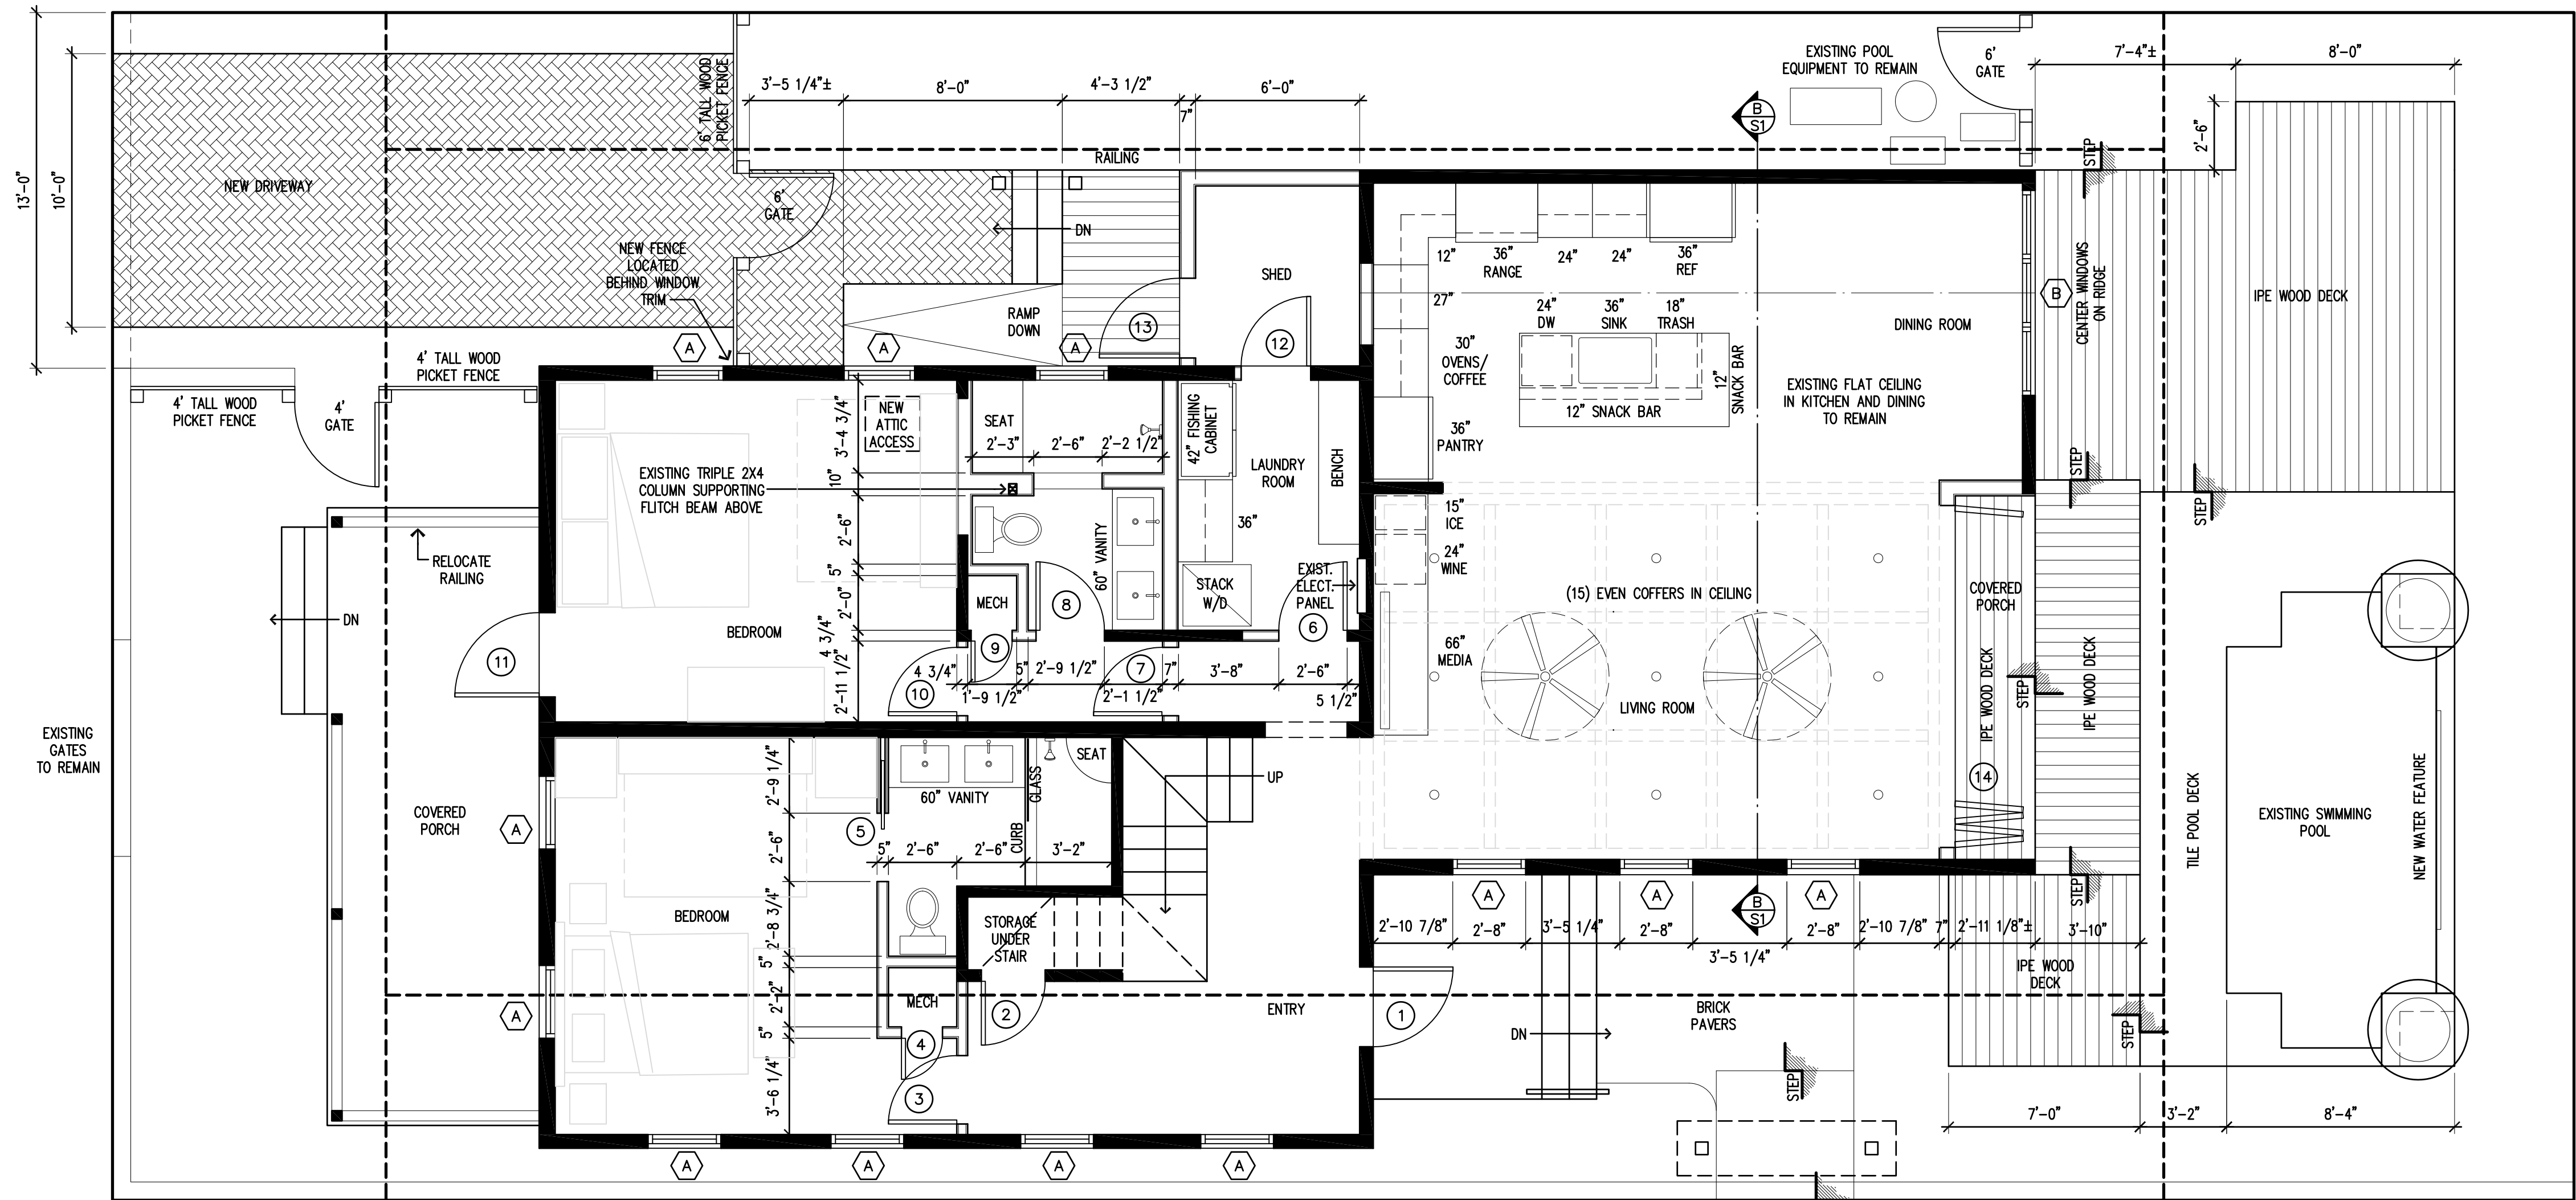 13'-0"
10'-0"
NEW DRIVEWAY
6' TALL WOOD
PICKET FENCE
3'-5 1/4"±
8'-0"
4'-3 1/2"
7"
6'-0"
RAILING
6'
GATE
DN
NEW FENCE
LOCATED
BEHIND WINDOW
TRIM
RAMP
DOWN
13
SHED
12
A
A
A
B
S1
EXISTING POOL
EQUIPMENT TO REMAIN
6'
GATE
7'-4"±
8'-0"
2'-6"
STEP
12"
36"
RANGE
24"
24"
36"
REF
27"
24"
DW
36"
SINK
18"
TRASH
30"
OVENS/
COFFEE
12"
SNACK BAR
12" SNACK BAR
36"
PANTRY
DINING ROOM
EXISTING FLAT CEILING
IN KITCHEN AND DINING
TO REMAIN
B
CENTER WINDOWS
ON RIDGE
IPE WOOD DECK
STEP
STEP
4' TALL WOOD
PICKET FENCE
4' TALL WOOD
PICKET FENCE
4'
GATE
RELOCATE
RAILING
DN
11
EXISTING
GATES
TO REMAIN
COVERED
PORCH
EXISTING TRIPLE 2X4
COLUMN SUPPORTING
FLITCH BEAM ABOVE
NEW
ATTIC
ACCESS
3'-4 3/4"
10"
2'-6"
5"
2'-0"
4 3/4"
2'-11 1/2"
BEDROOM
SEAT
2'-3"
2'-6"
2'-2 1/2"
60" VANITY
MECH
8
9
10
7
4 3/4"
1'-9 1/2"
5"
2'-9 1/2"
2'-1 1/2"
7"
3'-8"
2'-6"
5 1/2"
42" FISHING
CABINET
LAUNDRY
ROOM
BENCH
36"
STACK
W/D
EXIST.
ELECT.
PANEL
6
15"
ICE
24"
WINE
66"
MEDIA
(15) EVEN COFFERS IN CEILING
LIVING ROOM
COVERED
PORCH
IPE WOOD DECK
14
STEP
IPE WOOD DECK
TILE POOL DECK
EXISTING SWIMMING
POOL
NEW WATER FEATURE
A
A
BEDROOM
2'-9 1/4"
2'-6"
2'-8 3/4"
5"
2'-2"
5"
3'-6 1/4"
5
60" VANITY
GLASS
SEAT
CURB
5"
2'-6"
2'-6"
3'-2"
UP
STORAGE
UNDER
STAIR
MECH
4
3
2
ENTRY
1
A
A
A
A
A
A
A
B
S1
2'-10 7/8"
2'-8"
3'-5 1/4"
2'-8"
3'-5 1/4"
2'-8"
2'-10 7/8"
7"
2'-11 1/8"±
3'-10"
STEP
IPE WOOD
DECK
DN
BRICK
PAVERS
STEP
STEP
7'-0"
3'-2"
8'-4"